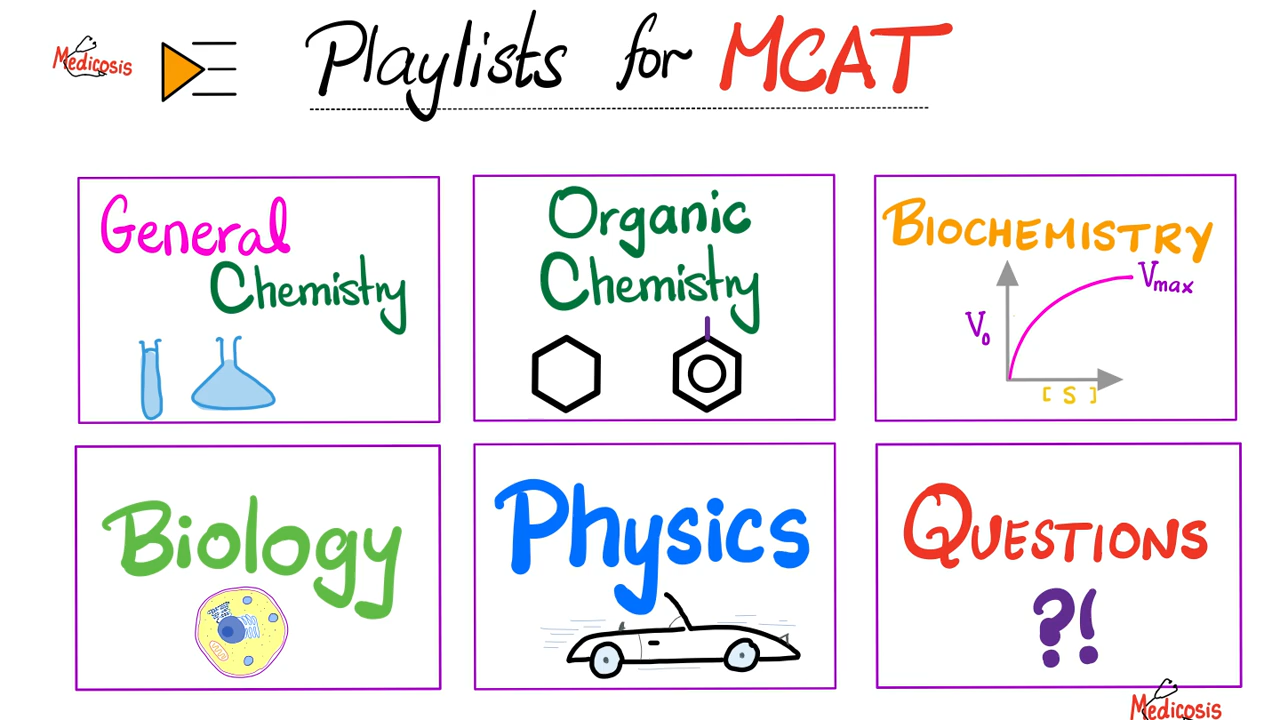 Medicosis
Playlists for MCAT
General
Chemistry
Organic
Chemistry
BIOCHEMISTRY
Vmax
V₀
[ S ]
Biology
Physics
QUESTIONS
?!
Medicosis